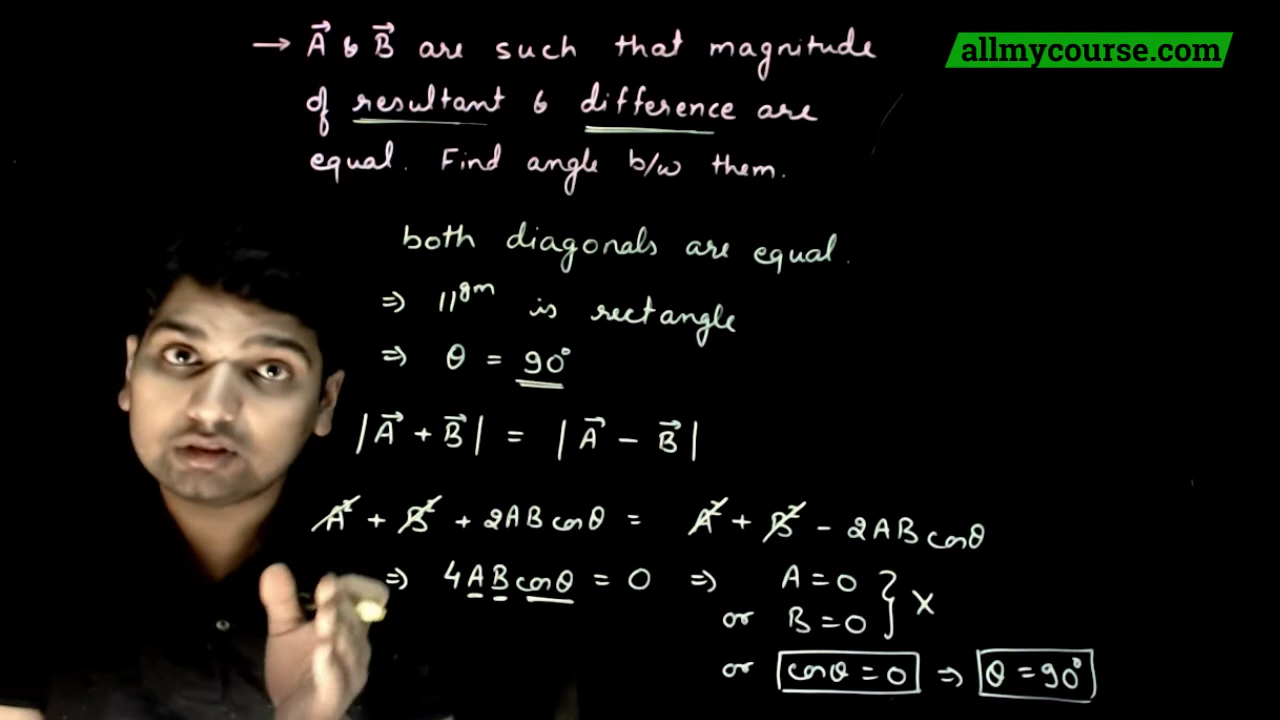 allmycourse.com
→ A⃗ & B⃗ are such that magnitude
of resultant & difference are
equal. Find angle b/w them.
both diagonals are equal.
⇒ ||gm is rectangle
⇒ θ = 90°
|A⃗ + B⃗| = |A⃗ - B⃗|
A² + B² + 2AB cosθ = A² + B² - 2AB cosθ
⇒ 4AB cosθ = 0 ⇒ A = 0
or B = 0 } X
or cosθ = 0 ⇒ θ = 90°